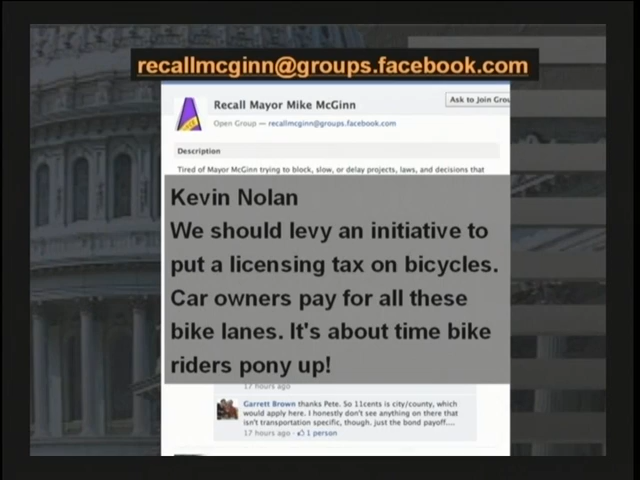 recallmcginn@groups.facebook.com
Recall Mayor Mike McGinn
Ask to Join Grou
Open Group — recallmcginn@groups.facebook.com
Description
Tired of Mayor McGinn trying to block, slow, or delay projects, laws, and decisions that
Kevin Nolan
We should levy an initiative to
put a licensing tax on bicycles.
Car owners pay for all these
bike lanes. It's about time bike
riders pony up!
17 hours ago
Garrett Brown thanks Pete. So 11cents is city/county, which
would apply here. I honestly don't see anything on there that
isn't transportation specific, though. just the bond payoff....
17 hours ago · 1 person